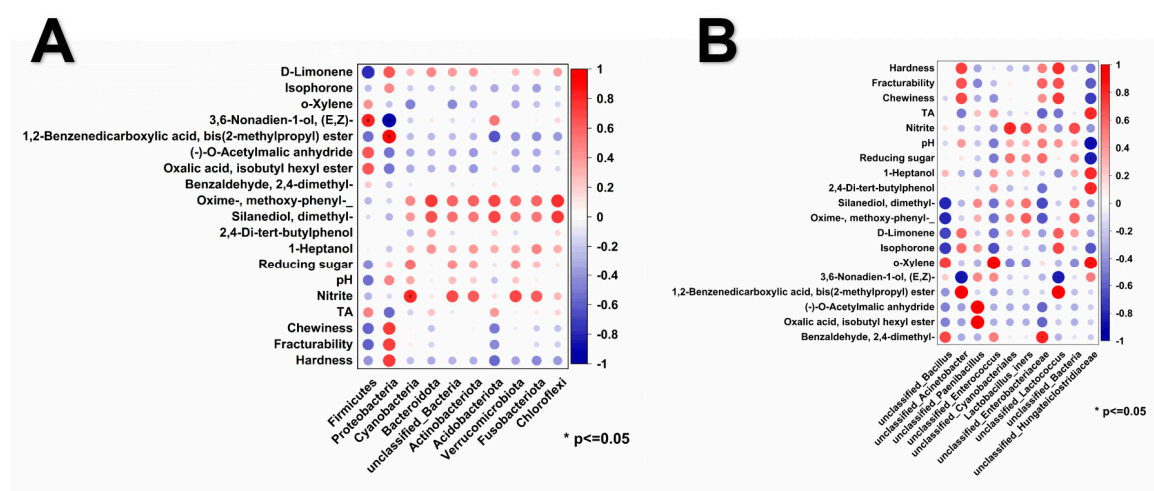 A
D-Limonene
Isophorone
o-Xylene
3,6-Nonadien-1-ol, (E,Z)-
1,2-Benzenedicarboxylic acid, bis(2-methylpropyl) ester
(-)-O-Acetylmalic anhydride
Oxalic acid, isobutyl hexyl ester
Benzaldehyde, 2,4-dimethyl-
Oxime-, methoxy-phenyl-_
Silanediol, dimethyl-
2,4-Di-tert-butylphenol
1-Heptanol
Reducing sugar
pH
Nitrite
TA
Chewiness
Fracturability
Hardness
Firmicutes
Proteobacteria
Cyanobacteria
Bacteroidota
unclassified_Bacteria
Actinobacteriota
Acidobacteriota
Verrucomicrobiota
Fusobacteriota
Chloroflexi
1
0.8
0.6
0.4
0.2
0
-0.2
-0.4
-0.6
-0.8
-1
* p<=0.05
B
Hardness
Fracturability
Chewiness
TA
Nitrite
pH
Reducing sugar
1-Heptanol
2,4-Di-tert-butylphenol
Silanediol, dimethyl-
Oxime-, methoxy-phenyl-_
D-Limonene
Isophorone
o-Xylene
3,6-Nonadien-1-ol, (E,Z)-
1,2-Benzenedicarboxylic acid, bis(2-methylpropyl) ester
(-)-O-Acetylmalic anhydride
Oxalic acid, isobutyl hexyl ester
Benzaldehyde, 2,4-dimethyl-
unclassified_Bacillus
unclassified_Acinetobacter
unclassified_Paenibacillus
unclassified_Enterococcus
unclassified_Cyanobacteriales
Lactobacillus_iners
unclassified_Enterobacteriaceae
unclassified_Lactococcus
unclassified_Bacteria
unclassified_Hungateiclostridiaceae
1
0.8
0.6
0.4
0.2
0
-0.2
-0.4
-0.6
-0.8
-1
* p<=0.05